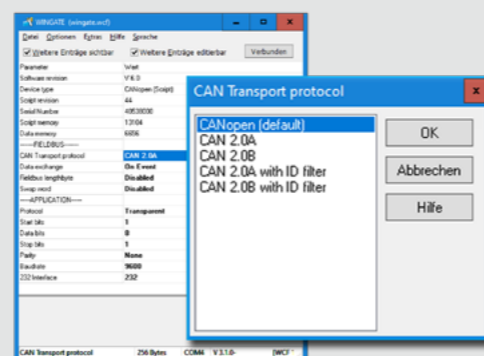 WINGATE (wingate.wcf)
Datei Optionen Extras Hilfe Sprache
Weitere Einträge sichtbar Weitere Einträge editierbar Verbunden
Parameter Wert
Software revision V 6.0
Device type CANopen (Script)
Script revision 44
Serial Number
Script memory 13104
Data memory 6656
-----FIELDBUS-----
CAN Transport protocol CAN 2.0A
Data exchange On Event
Fieldbus lengthbyte Disabled
Swap word Disabled
-----APPLICATION-----
Protocol Transparent
Start bits 1
Data bits 8
Stop bits 1
Parity None
Baudrate 9600
232 Interface 232
CAN Transport protocol 256 Bytes COM4 V 3.1.0- [WCF
CAN Transport protocol
CANopen (default)
CAN 2.0A
CAN 2.0B
CAN 2.0A with ID filter
CAN 2.0B with ID filter
OK
Abbrechen
Hilfe